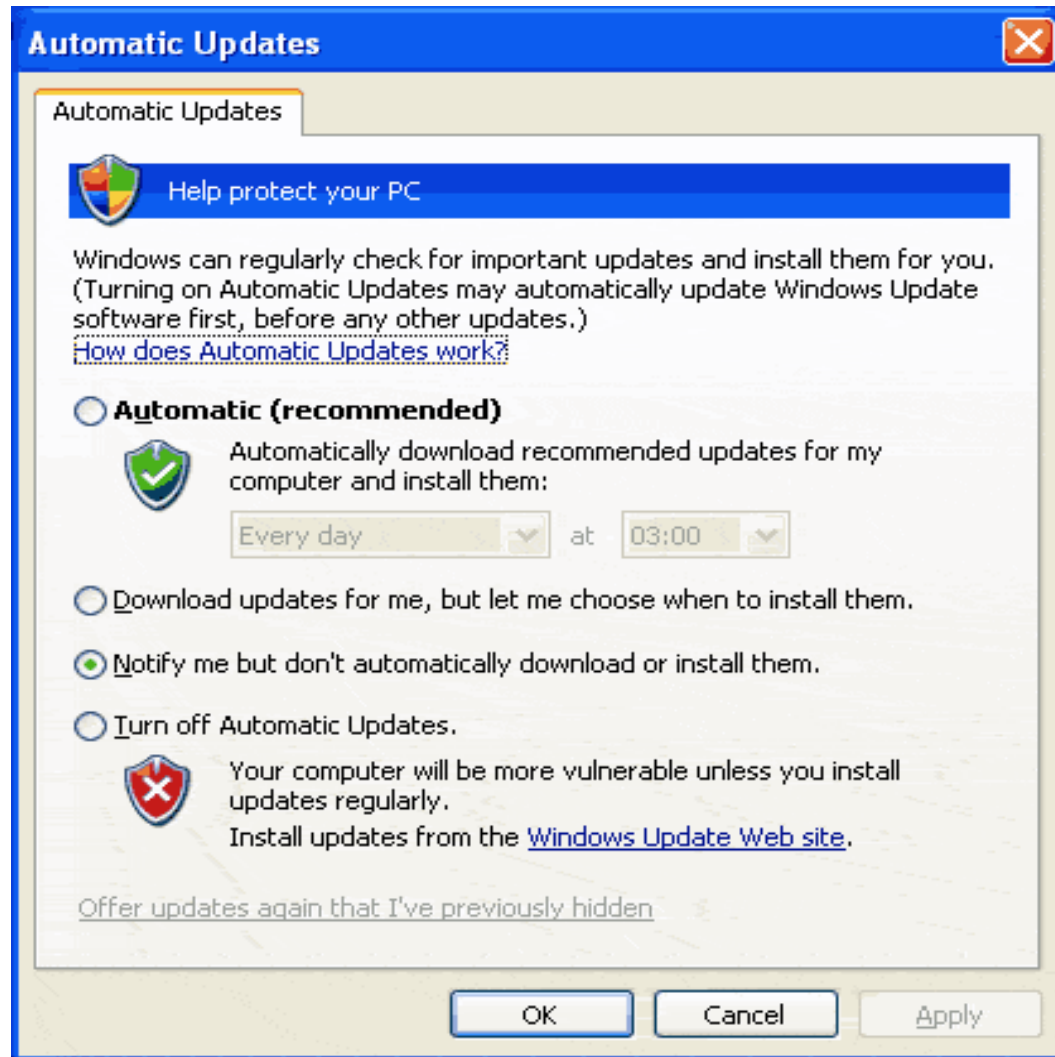 Automatic Updates
Automatic Updates
Help protect your PC
Windows can regularly check for important updates and install them for you.
(Turning on Automatic Updates may automatically update Windows Update
software first, before any other updates.)
How does Automatic Updates work?
Automatic (recommended)
Automatically download recommended updates for my
computer and install them:
Every day at 03:00
Download updates for me, but let me choose when to install them.
Notify me but don't automatically download or install them.
Turn off Automatic Updates.
Your computer will be more vulnerable unless you install
updates regularly.
Install updates from the Windows Update Web site.
Offer updates again that I've previously hidden
OK Cancel Apply